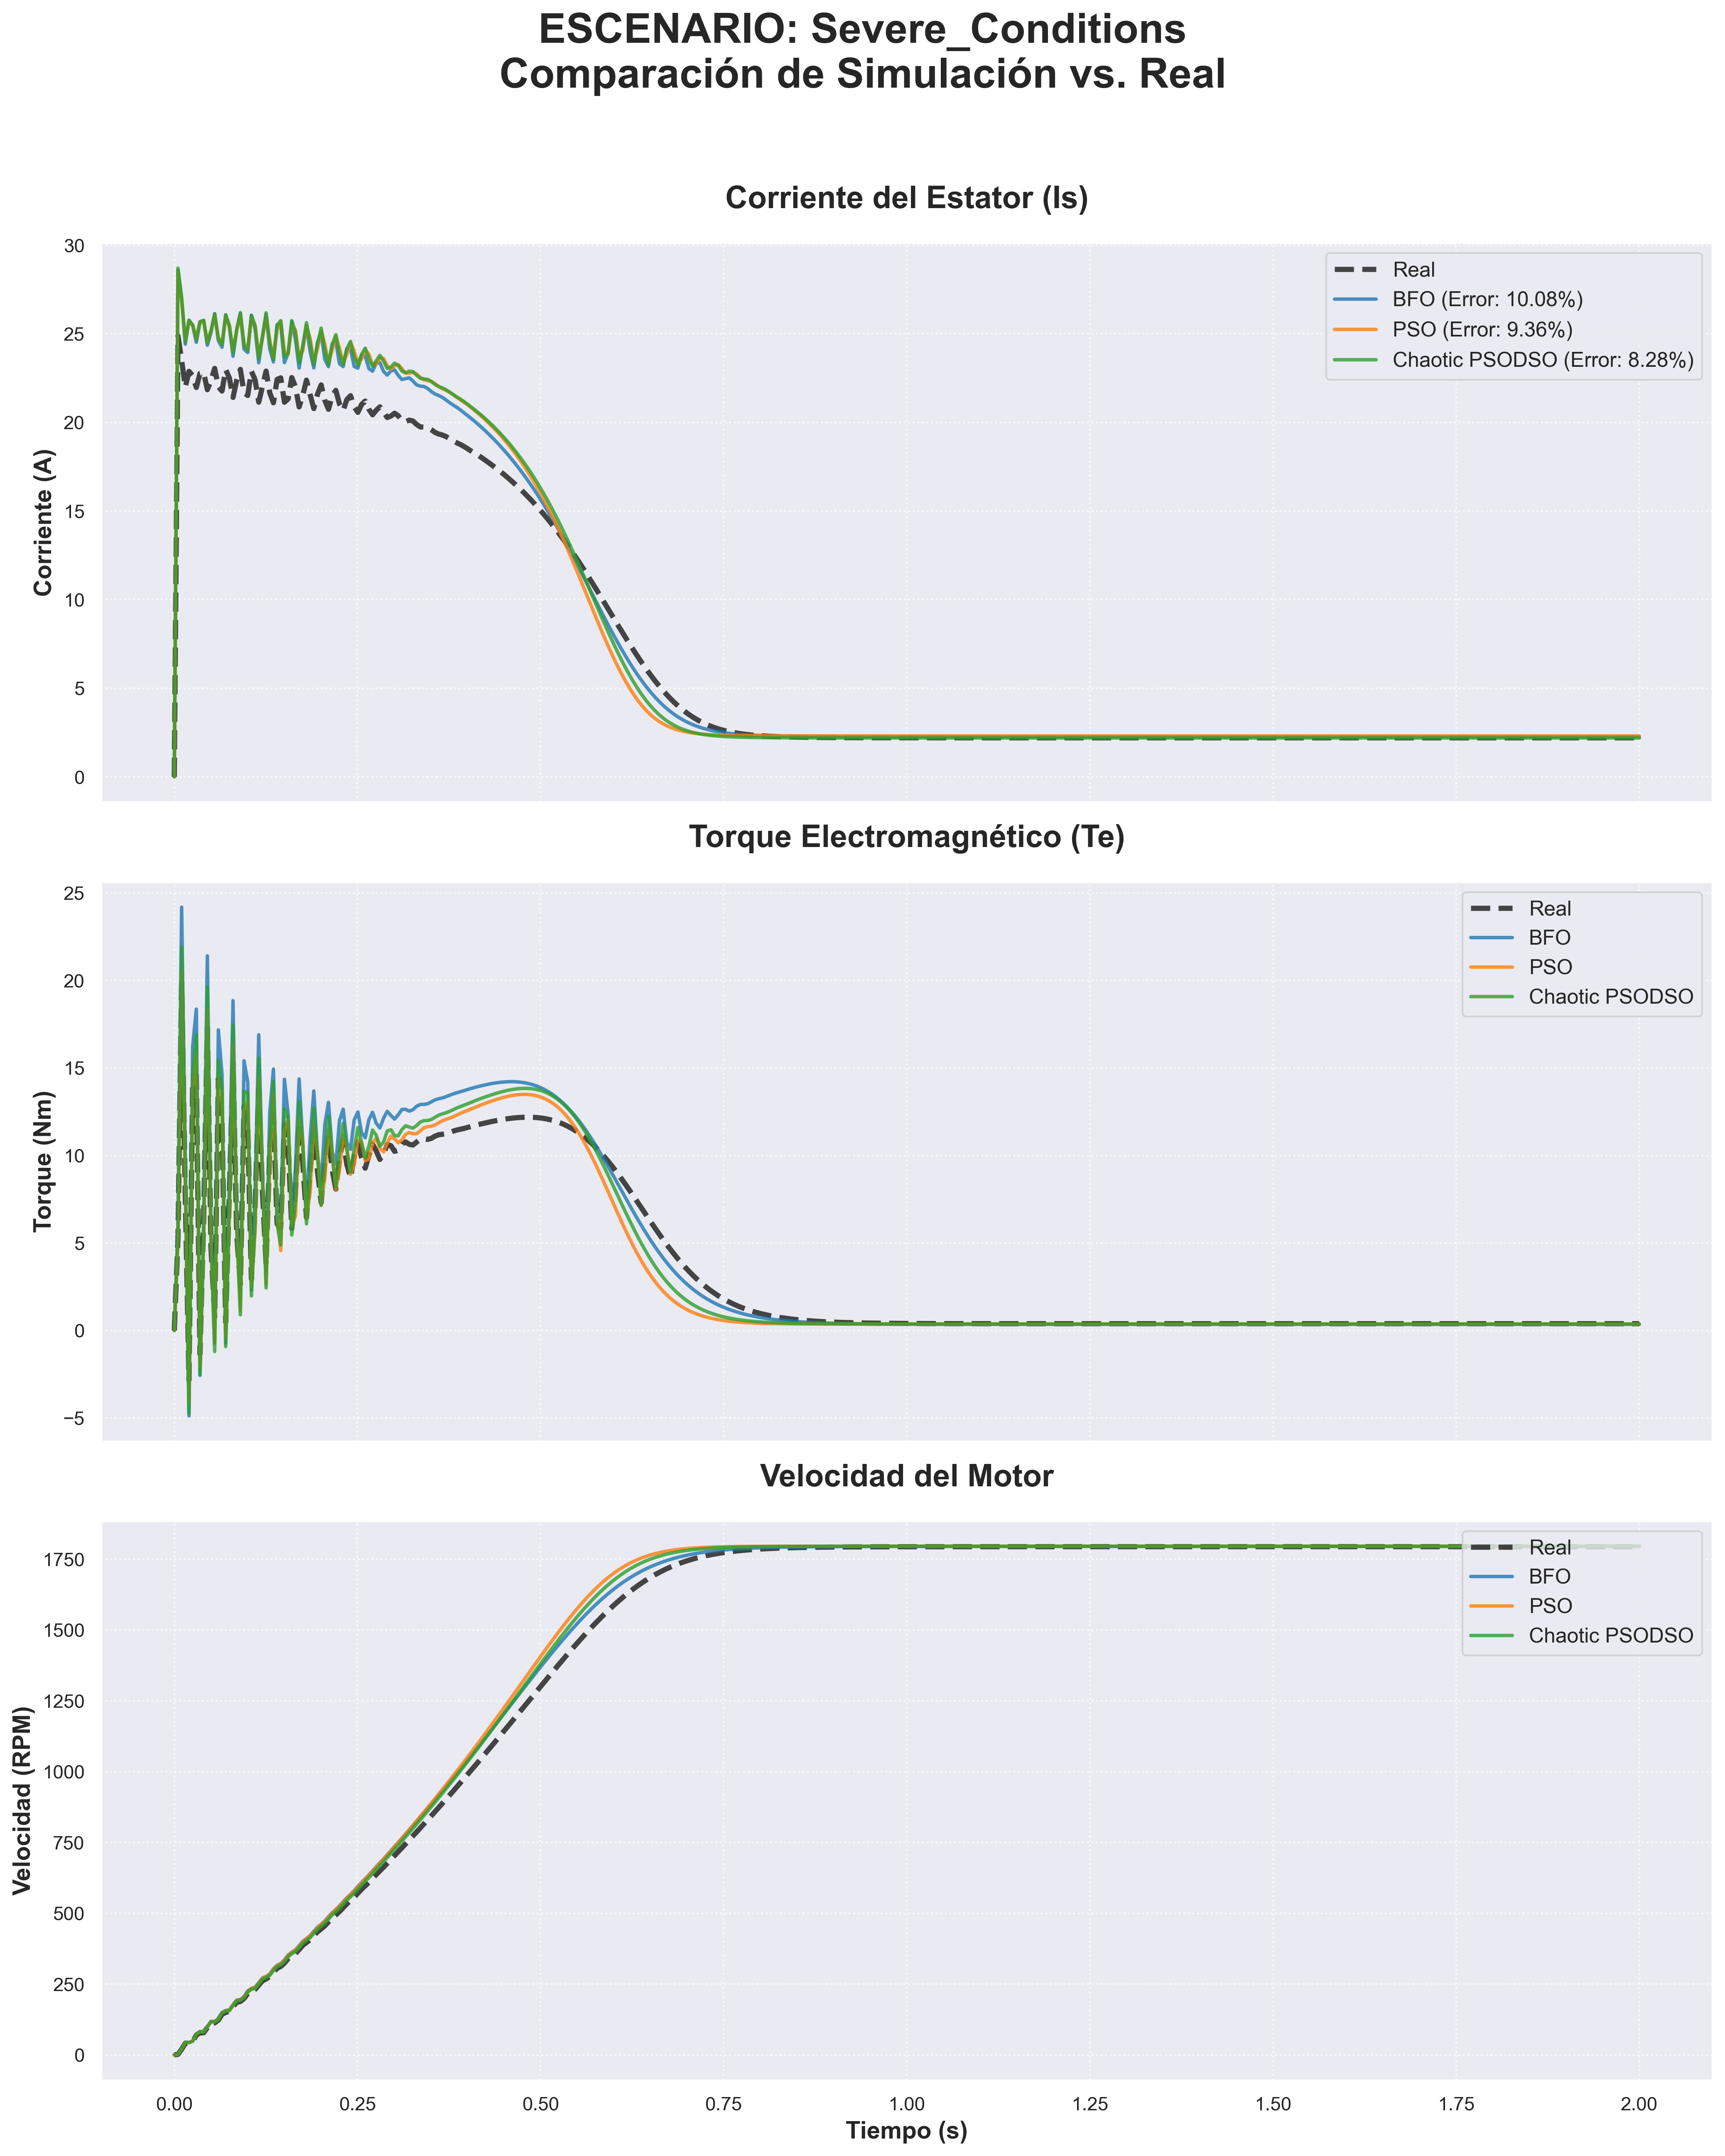 ESCENARIO: Severe_Conditions
Comparación de Simulación vs. Real
Corriente del Estator (Is)
30
25
20
15
10
5
0
Corriente (A)
Real
BFO (Error: 10.08%)
PSO (Error: 9.36%)
Chaotic PSODSO (Error: 8.28%)
Torque Electromagnético (Te)
25
20
15
10
5
0
−5
Torque (Nm)
Real
BFO
PSO
Chaotic PSODSO
Velocidad del Motor
1750
1500
1250
1000
750
500
250
0
Velocidad (RPM)
Real
BFO
PSO
Chaotic PSODSO
0.00 0.25 0.50 0.75 1.00 1.25 1.50 1.75 2.00
Tiempo (s)